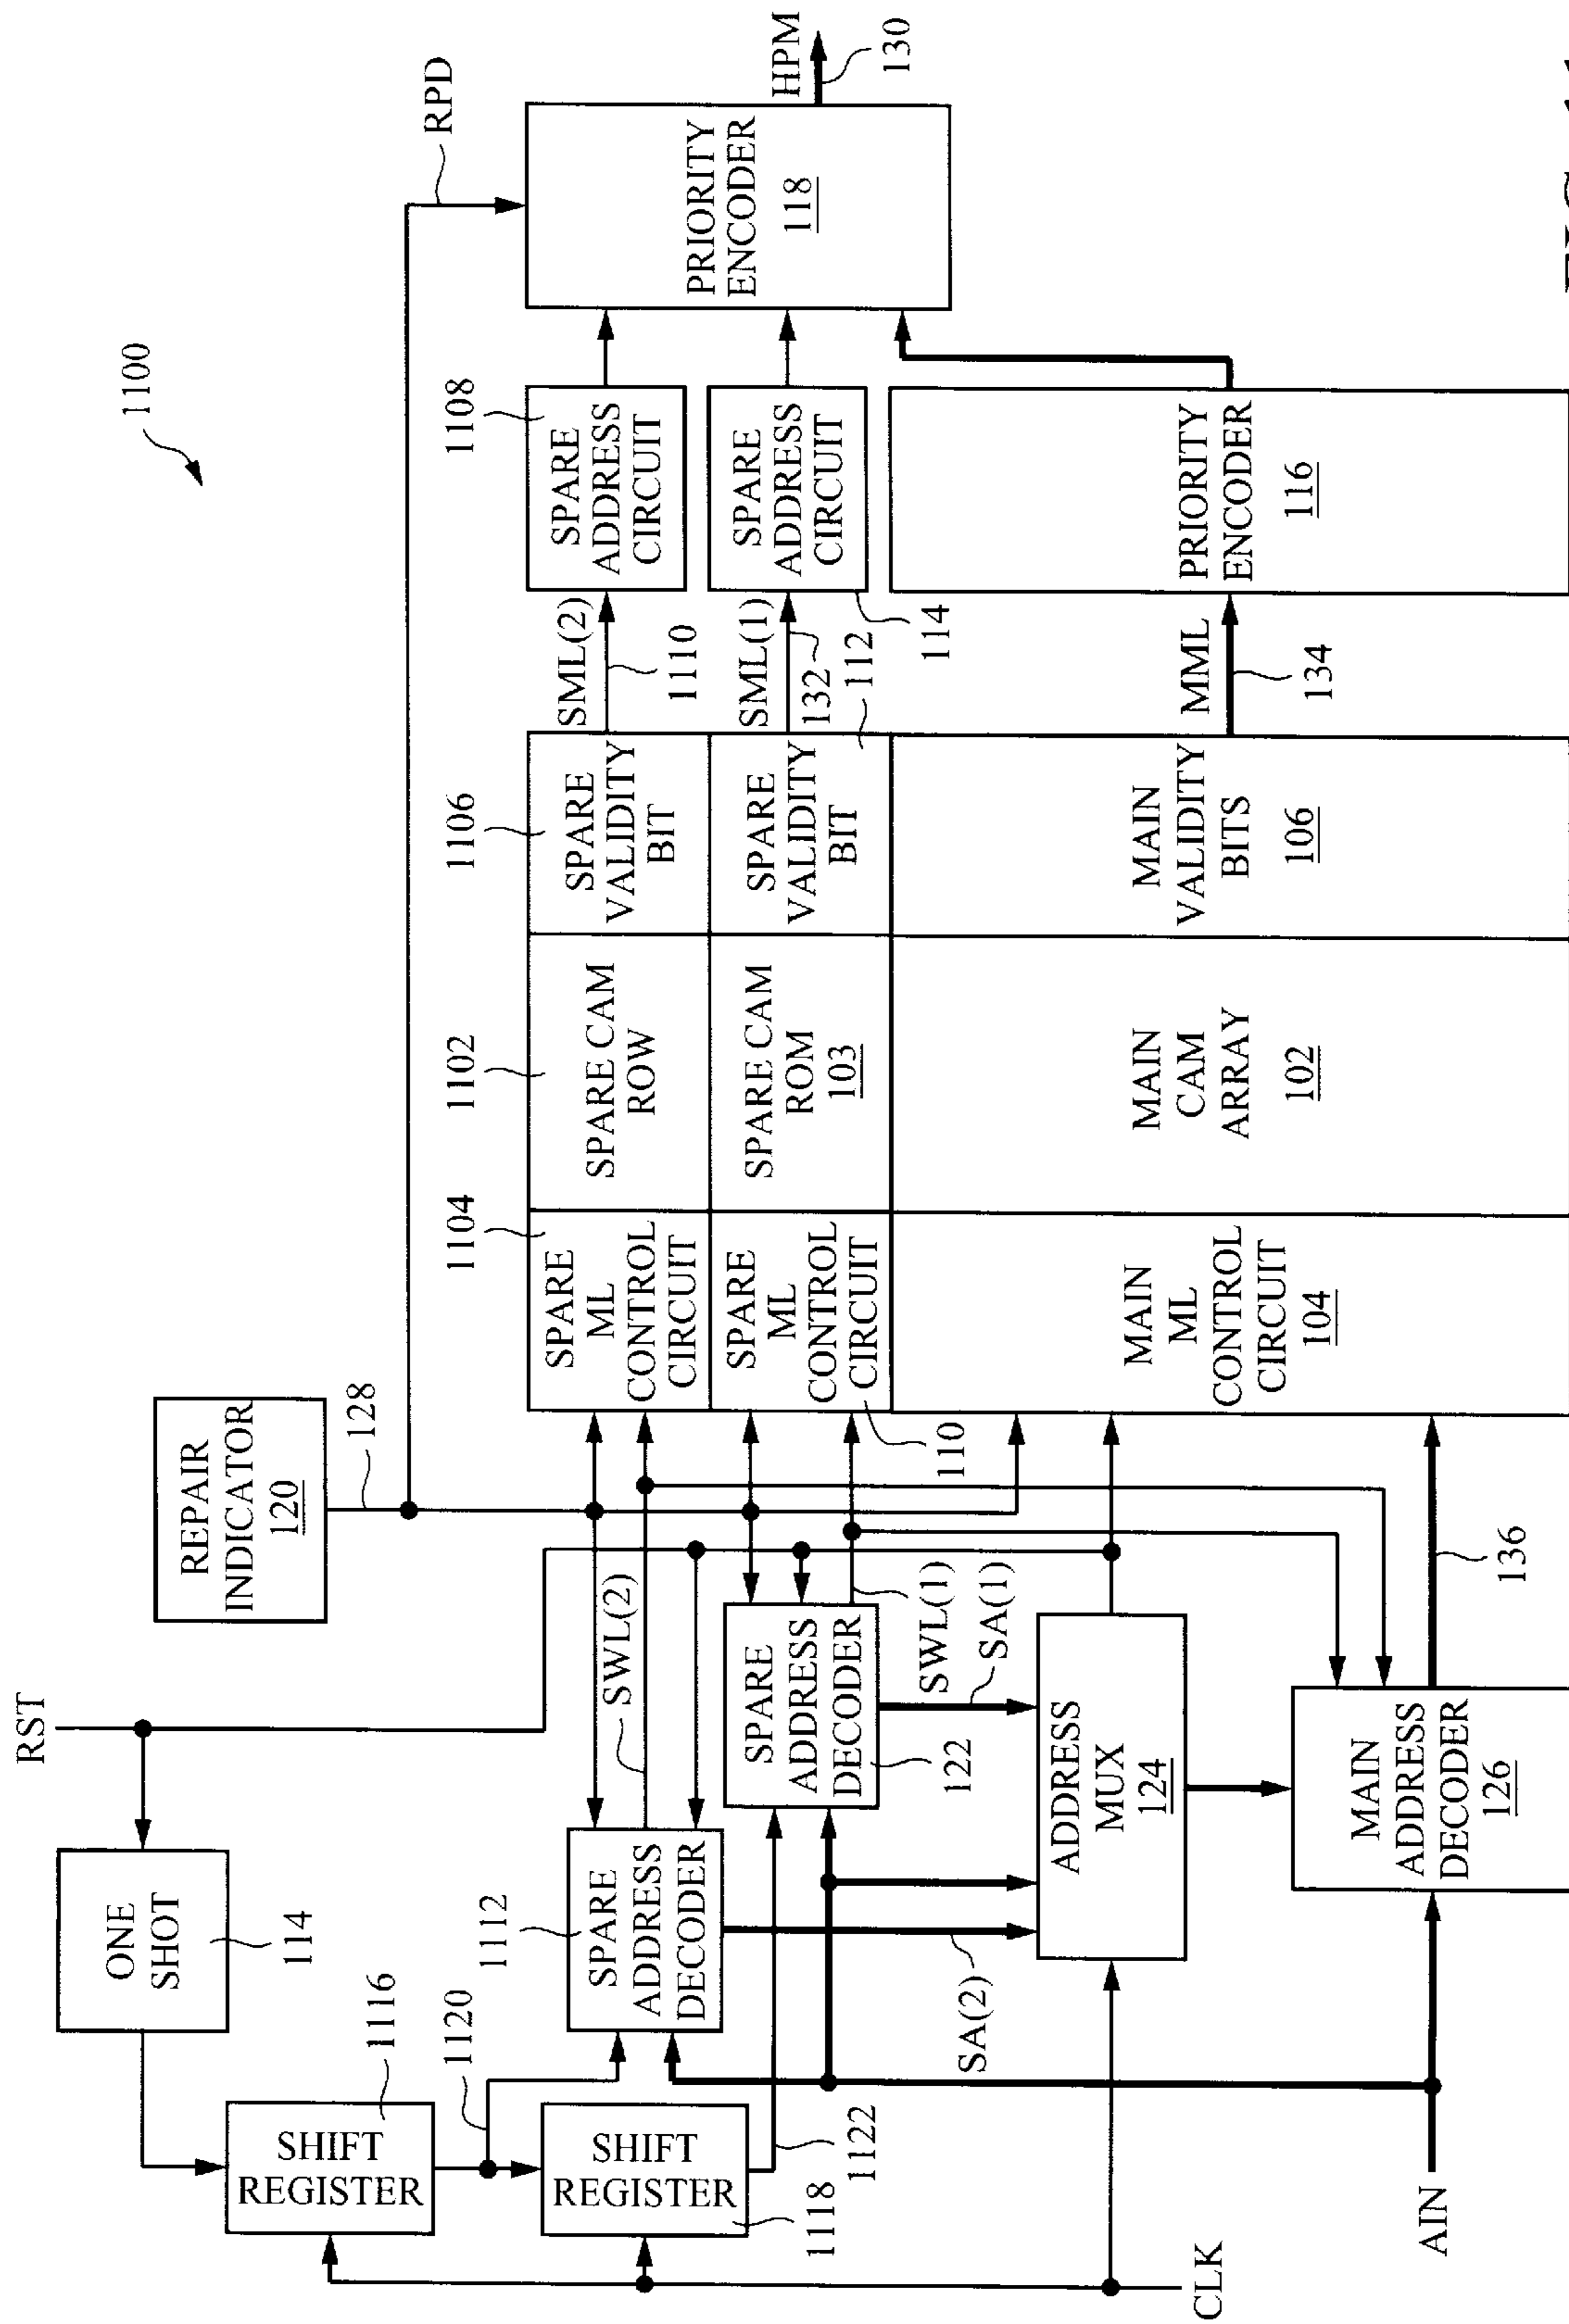 1100
RST
ONE
SHOT
114
SHIFT
REGISTER
1116
1120
SHIFT
REGISTER
1118
1122
CLK
AIN
REPAIR
INDICATOR
120
128
RPD
SPARE
ADDRESS
DECODER
1112
SWL(2)
SPARE
ADDRESS
DECODER
122
SWL(1)
SA(1)
SA(2)
ADDRESS
MUX
124
MAIN
ADDRESS
DECODER
126
136
1104
SPARE
ML
CONTROL
CIRCUIT
SPARE
ML
CONTROL
CIRCUIT
110
MAIN
ML
CONTROL
CIRCUIT
104
1102
SPARE CAM
ROW
SPARE CAM
ROM
103
MAIN
CAM
ARRAY
102
1106
SPARE
VALIDITY
BIT
SPARE
VALIDITY
BIT
112
MAIN
VALIDITY
BITS
106
SML(2)
1110
SML(1)
132
MML
134
1108
SPARE
ADDRESS
CIRCUIT
SPARE
ADDRESS
CIRCUIT
114
PRIORITY
ENCODER
116
PRIORITY
ENCODER
118
HPM
130